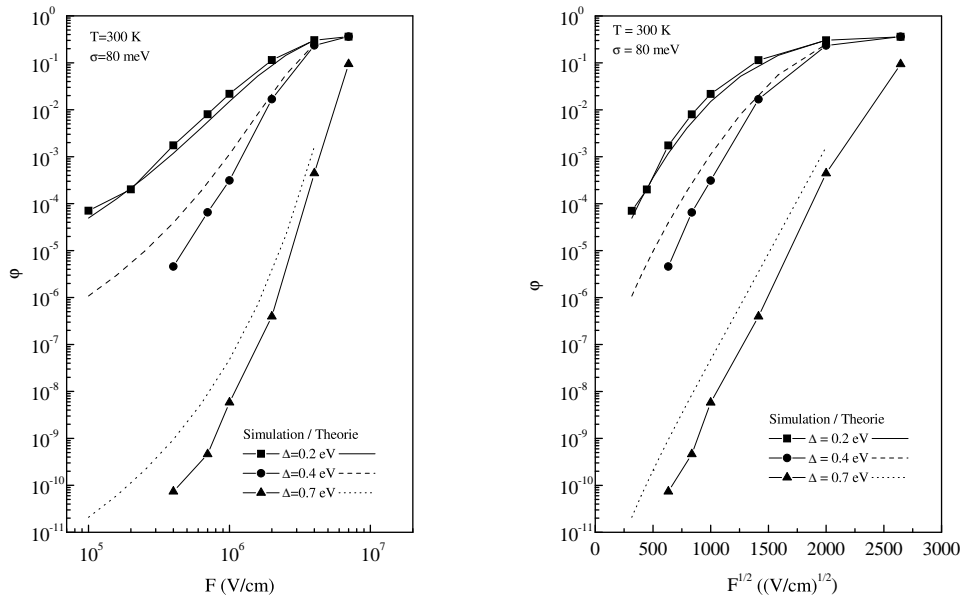 T=300 K
σ=80 meV
10^0
10^-1
10^-2
10^-3
10^-4
10^-5
10^-6
10^-7
10^-8
10^-9
10^-10
10^-11
φ
Simulation / Theorie
Δ=0.2 eV
Δ=0.4 eV
Δ=0.7 eV
10^5
10^6
10^7
F (V/cm)
T = 300 K
σ = 80 meV
10^0
10^-1
10^-2
10^-3
10^-4
10^-5
10^-6
10^-7
10^-8
10^-9
10^-10
10^-11
φ
Simulation / Theorie
Δ = 0.2 eV
Δ = 0.4 eV
Δ = 0.7 eV
0
500
1000
1500
2000
2500
3000
F^1/2 ((V/cm)^1/2)